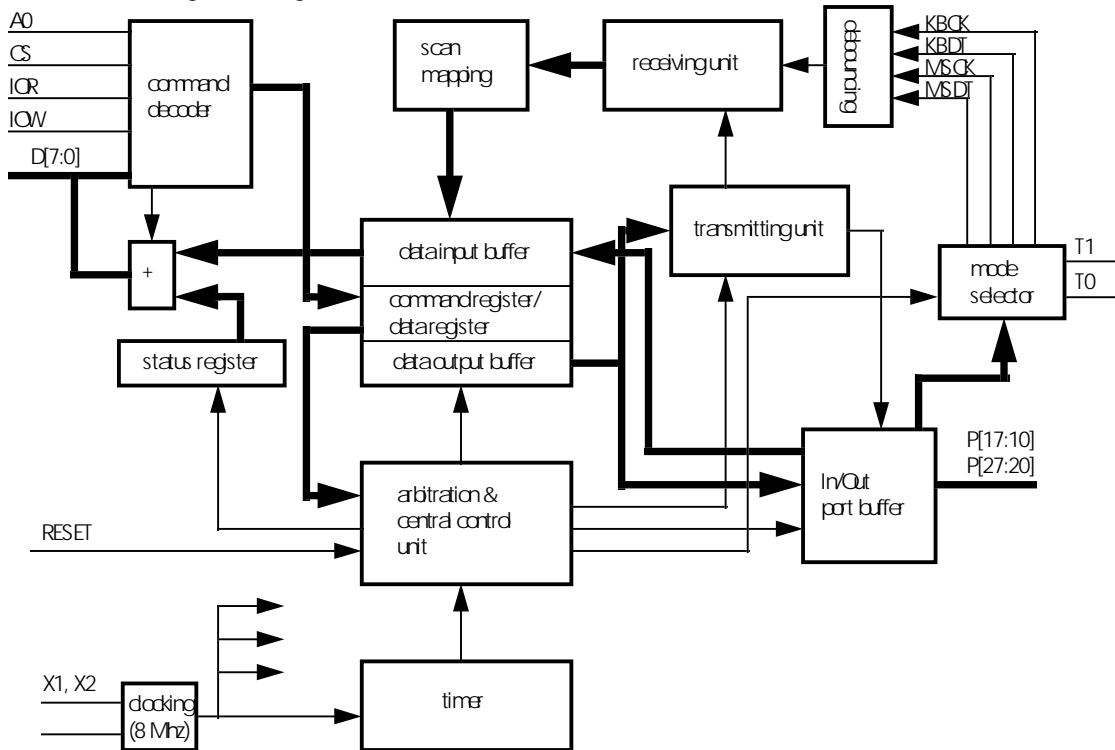 A0
CS
IOR
IOW
D[7:0]
command
decoder
scan
mapping
receiving unit
debouncing
KBCK
KBDT
MSCK
MSDT
+
data input buffer
command register/
data register
data output buffer
transmitting unit
mode
selector
T1
T0
status register
arbitration &
central control
unit
In/Out
port buffer
P[17:10]
P[27:20]
RESET
X1, X2
clocking
(8 Mhz)
timer